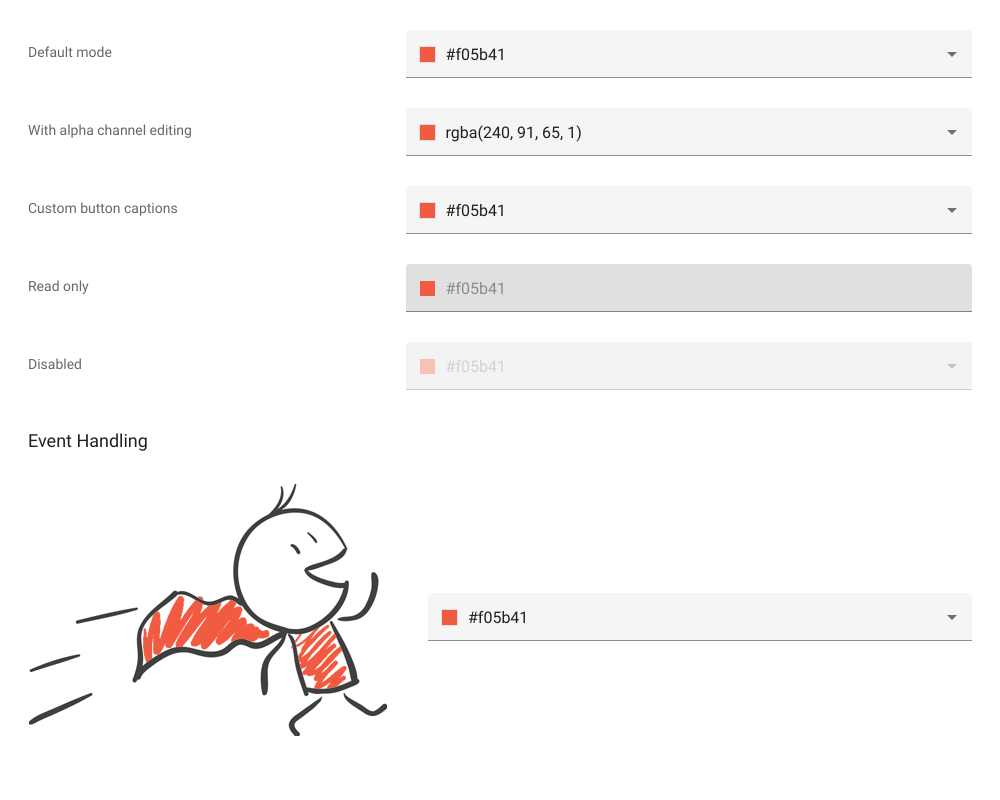 Default mode
#f05b41
With alpha channel editing
rgba(240, 91, 65, 1)
Custom button captions
#f05b41
Read only
#f05b41
Disabled
#f05b41
Event Handling
#f05b41